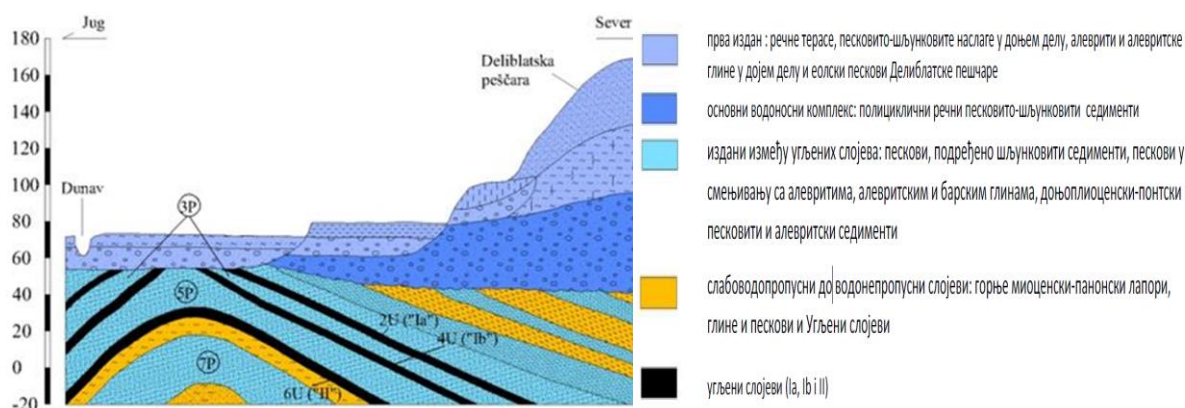 Jug
Sever
180
160
140
120
100
80
60
40
20
0
-20
Deliblatska
peščara
Dunav
3P
5P
7P
2U ("Ia")
4U ("Ib")
6U ("II")
прва издан : речне терасе, песковито-шљунковите наслаге у доњем делу, алеврити и алевритске
глине у дојем делу и еолски пескови Делиблатске пешчаре
основни водоносни комплекс: полициклични речни песковито-шљунковити седименти
издани између угљених слојева: пескови, подређено шљунковити седименти, пескови у
смењивању са алевритима, алевритским и барским глинама, доњоплиоценски-понтски
песковити и алевритски седименти
слабоводопропусни до водонепропусни слојеви: горње миоценски-панонски лапори,
глине и пескови и Угљени слојеви
угљени слојеви (Ia, Ib i II)